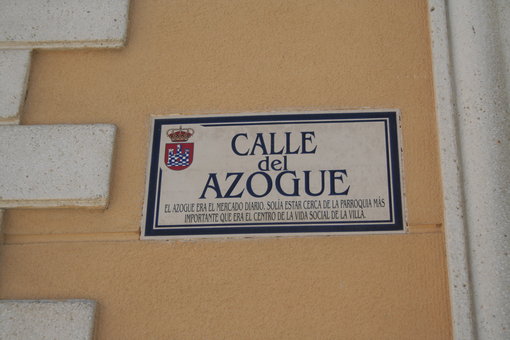 CALLE
del
AZOGUE
EL AZOGUE ERA EL MERCADO DIARIO. SOLÍA ESTAR CERCA DE LA PARROQUIA MÁS
IMPORTANTE QUE ERA EL CENTRO DE LA VIDA SOCIAL DE LA VILLA.